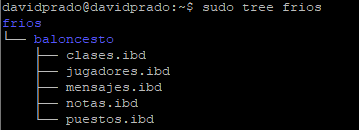 davidprado@davidprado:~$ sudo tree frios
frios
└── baloncesto
    ├── clases.ibd
    ├── jugadores.ibd
    ├── mensajes.ibd
    ├── notas.ibd
    └── puestos.ibd